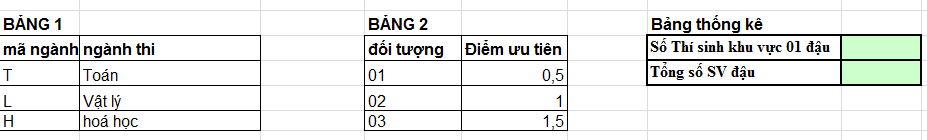 BẢNG 1 BẢNG 2 Bảng thống kê
mã ngành ngành thi đối tượng Điểm ưu tiên Số Thí sinh khu vực 01 đậu
T Toán 01 0,5 Tổng số SV đậu
L Vật lý 02 1
H hoá học 03 1,5